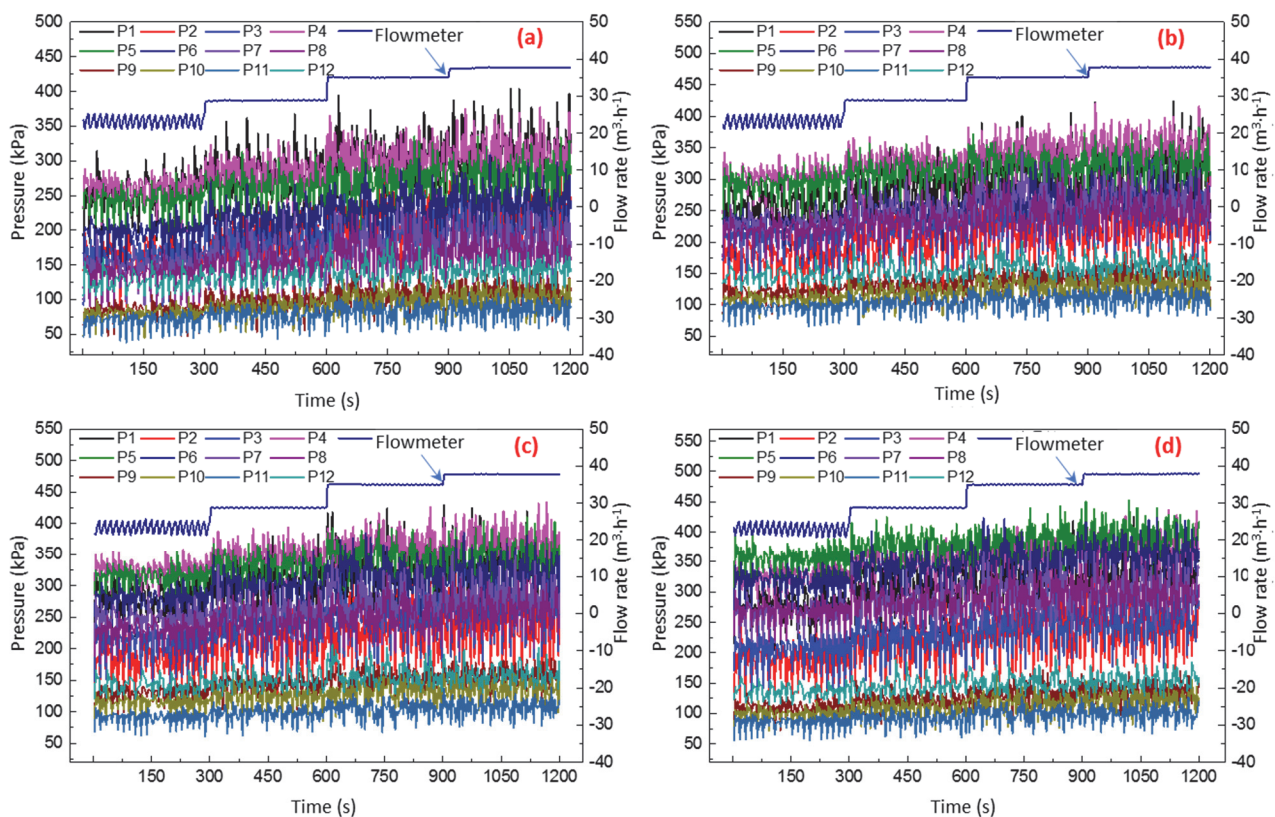 (a)
P1 P2 P3 P4
P5 P6 P7 P8
P9 P10 P11 P12
Flowmeter
Pressure (kPa)
500
450
400
350
300
250
200
150
100
50
Flow rate (m³·h⁻¹)
50
40
30
20
10
0
-10
-20
-30
-40
150 300 450 600 750 900 1050 1200
Time (s)
(b)
P1 P2 P3 P4
P5 P6 P7 P8
P9 P10 P11 P12
Flowmeter
Pressure (kPa)
550
500
450
400
350
300
250
200
150
100
50
Flow rate (m³·h⁻¹)
50
40
30
20
10
0
-10
-20
-30
-40
150 300 450 600 750 900 1050 1200
Time (s)
(c)
P1 P2 P3 P4
P5 P6 P7 P8
P9 P10 P11 P12
Flowmeter
Pressure (kPa)
550
500
450
400
350
300
250
200
150
100
50
Flow rate (m³·h⁻¹)
50
40
30
20
10
0
-10
-20
-30
-40
150 300 450 600 750 900 1050 1200
Time (s)
(d)
P1 P2 P3 P4
P5 P6 P7 P8
P9 P10 P11 P12
Flowmeter
Pressure (kPa)
550
500
450
400
350
300
250
200
150
100
50
Flow rate (m³·h⁻¹)
50
40
30
20
10
0
-10
-20
-30
-40
150 300 450 600 750 900 1050 1200
Time (s)